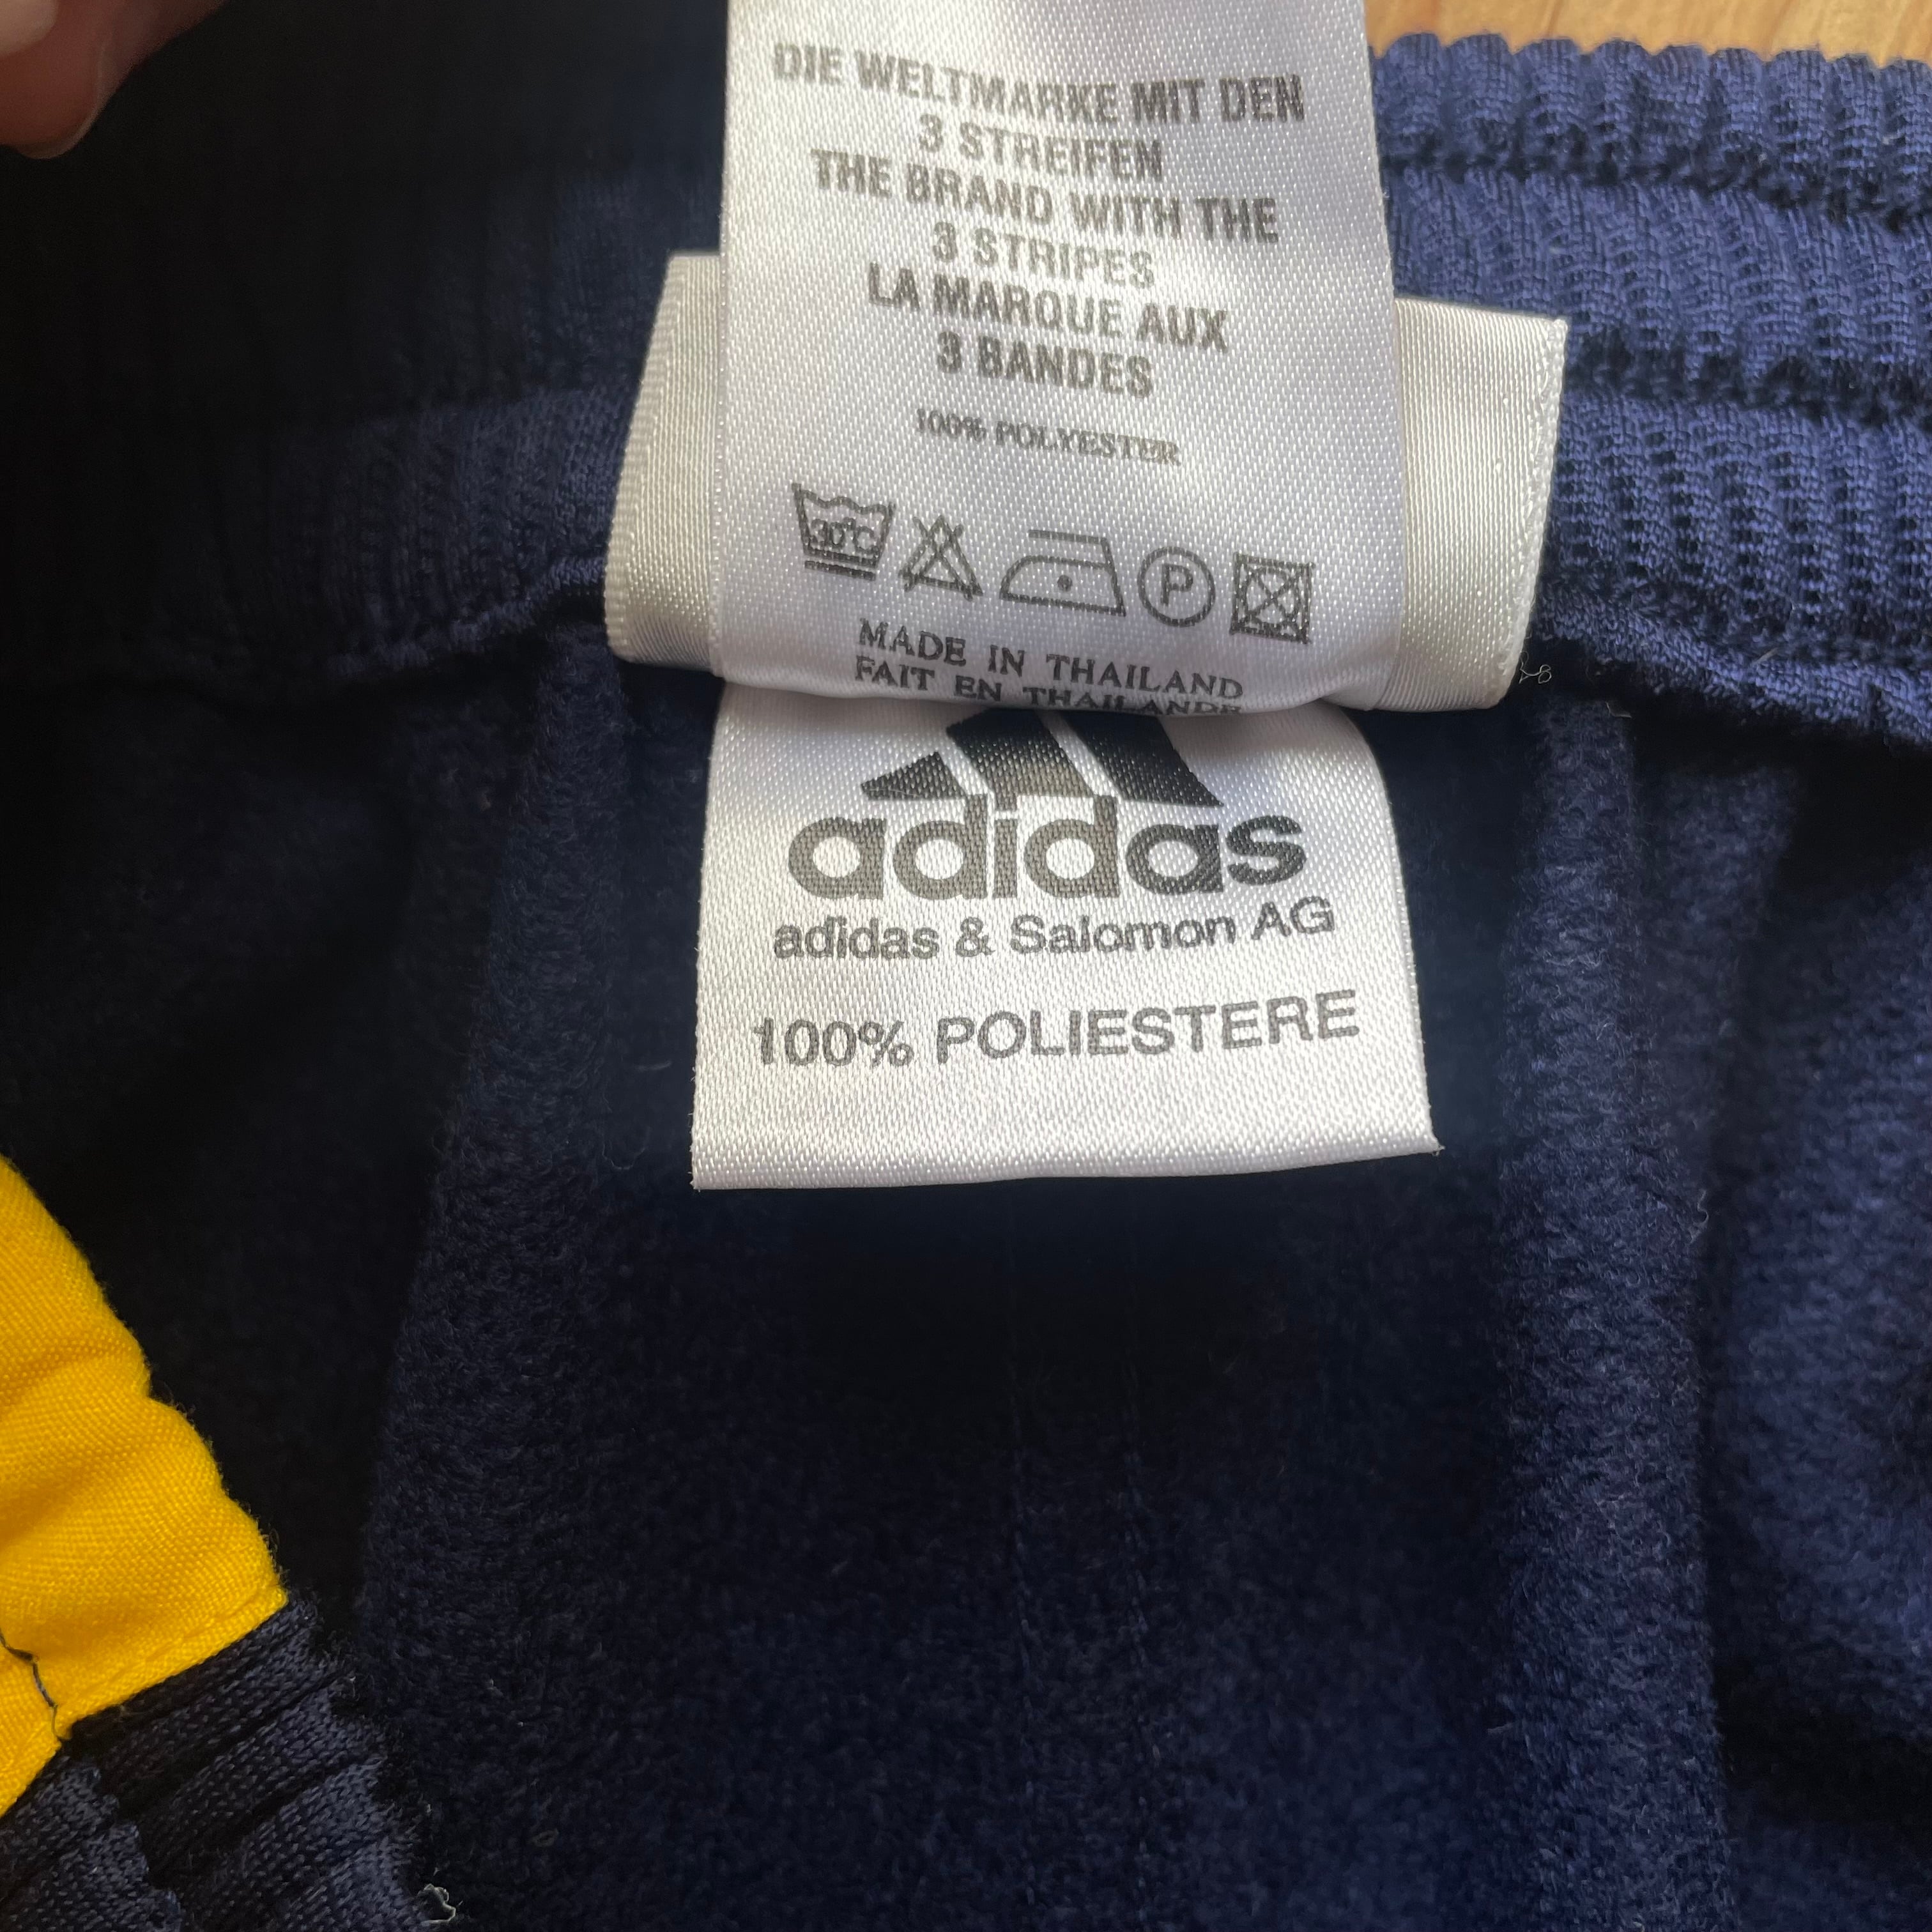 DIE WELTMARKE MIT DEN
3 STREIFEN
THE BRAND WITH THE
3 STRIPES
LA MARQUE AUX
3 BANDES
100% POLYESTER
30°C
P
MADE IN THAILAND
FAIT EN THAILANDE
adidas
adidas & Salomon AG
100% POLIESTERE